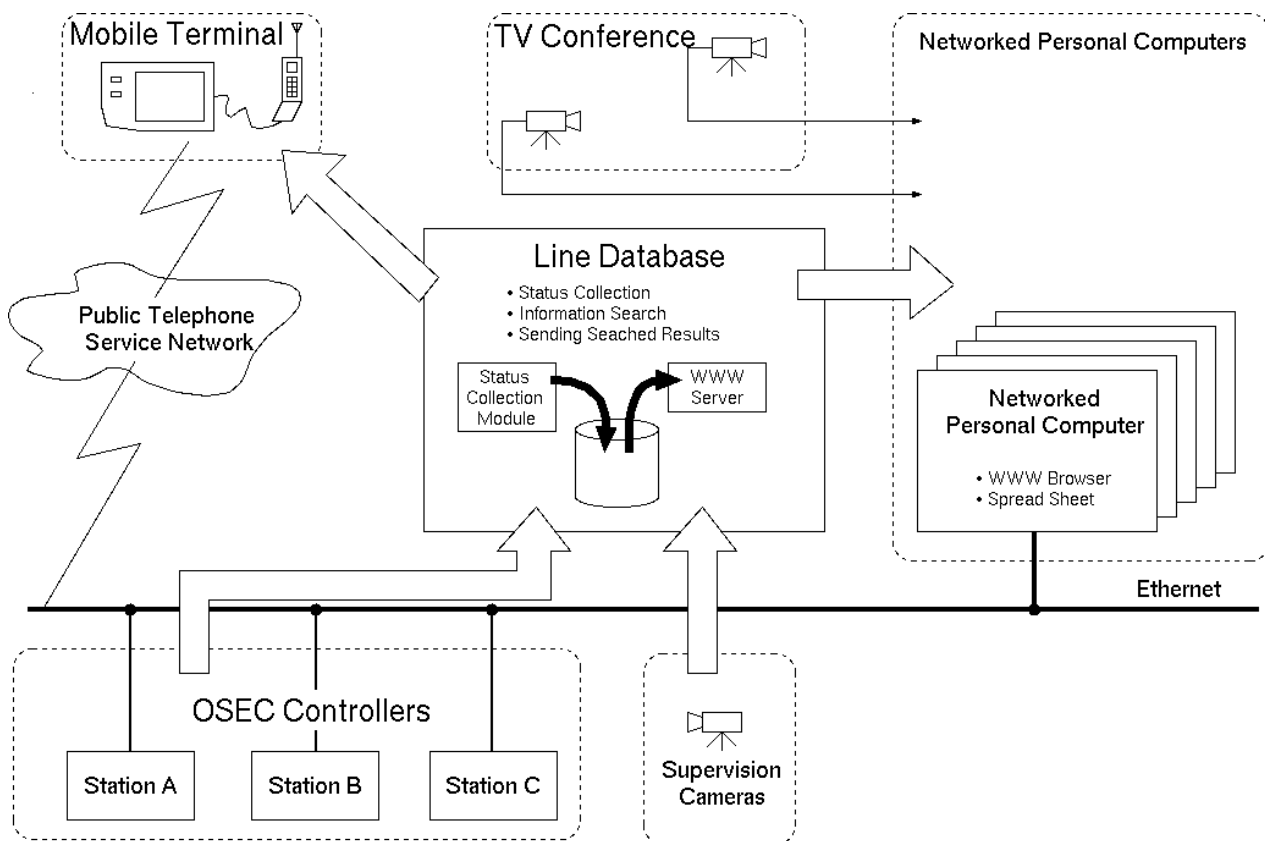 Mobile Terminal
TV Conference
Networked Personal Computers
Line Database
• Status Collection
• Information Search
• Sending Seached Results
Public Telephone
Service Network
Status
Collection
Module
WWW
Server
Networked
Personal Computer
• WWW Browser
• Spread Sheet
Ethernet
OSEC Controllers
Station A
Station B
Station C
Supervision
Cameras